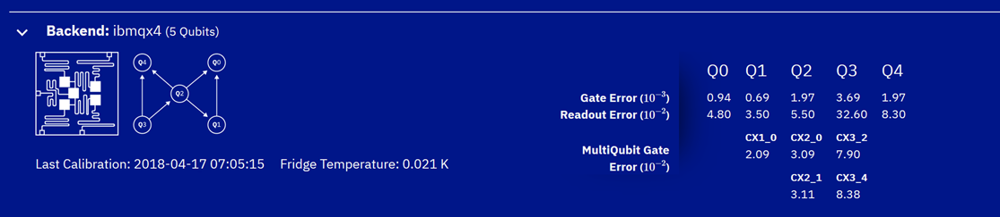 Backend: ibmqx4 (5 Qubits)
Q4 Q0
Q2
Q3 Q1
Last Calibration: 2018-04-17 07:05:15 Fridge Temperature: 0.021 K
Q0 Q1 Q2 Q3 Q4
Gate Error (10⁻³) 0.94 0.69 1.97 3.69 1.97
Readout Error (10⁻²) 4.80 3.50 5.50 32.60 8.30
CX1_0 CX2_0 CX3_2
MultiQubit Gate
2.09 3.09 7.90
Error (10⁻²)
CX2_1 CX3_4
3.11 8.38